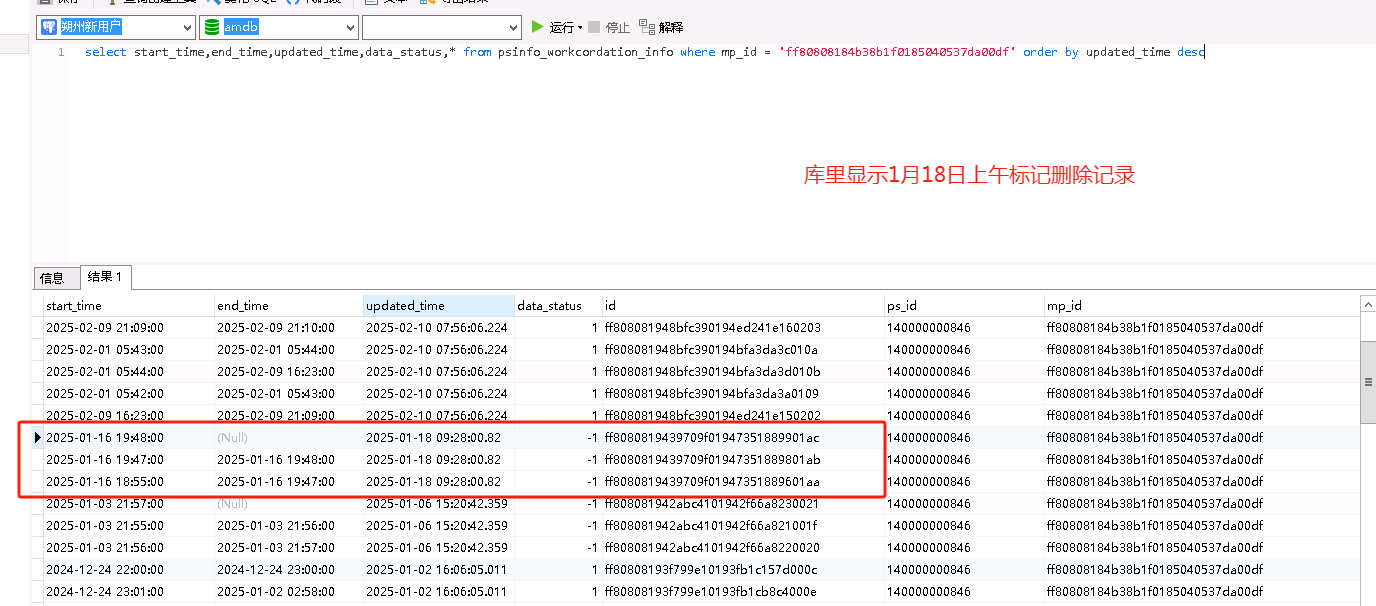 朔州新用户 amdb 运行 停止 解释
1 select start_time,end_time,updated_time,data_status,* from psinfo_workcordation_info where mp_id = 'ff80808184b38b1f0185040537da00df' order by updated_time desc
库里显示1月18日上午标记删除记录
信息 结果 1
start_time end_time updated_time data_status id ps_id mp_id
2025-02-09 21:09:00 2025-02-09 21:10:00 2025-02-10 07:56:06.224 1 ff808081948bfc390194ed241e160203 140000000846 ff80808184b38b1f0185040537da00df
2025-02-01 05:43:00 2025-02-01 05:44:00 2025-02-10 07:56:06.224 1 ff808081948bfc390194bfa3da3c010a 140000000846 ff80808184b38b1f0185040537da00df
2025-02-01 05:44:00 2025-02-09 16:23:00 2025-02-10 07:56:06.224 1 ff808081948bfc390194bfa3da3d010b 140000000846 ff80808184b38b1f0185040537da00df
2025-02-01 05:42:00 2025-02-01 05:43:00 2025-02-10 07:56:06.224 1 ff808081948bfc390194bfa3da3a0109 140000000846 ff80808184b38b1f0185040537da00df
2025-02-09 16:23:00 2025-02-09 21:09:00 2025-02-10 07:56:06.224 1 ff808081948bfc390194ed241e150202 140000000846 ff80808184b38b1f0185040537da00df
2025-01-16 19:48:00 (Null) 2025-01-18 09:28:00.82 -1 ff8080819439709f01947351889901ac 140000000846 ff80808184b38b1f0185040537da00df
2025-01-16 19:47:00 2025-01-16 19:48:00 2025-01-18 09:28:00.82 -1 ff8080819439709f01947351889801ab 140000000846 ff80808184b38b1f0185040537da00df
2025-01-16 18:55:00 2025-01-16 19:47:00 2025-01-18 09:28:00.82 -1 ff8080819439709f01947351889601aa 140000000846 ff80808184b38b1f0185040537da00df
2025-01-03 21:57:00 (Null) 2025-01-06 15:20:42.359 -1 ff808081942abc4101942f66a8230021 140000000846 ff80808184b38b1f0185040537da00df
2025-01-03 21:55:00 2025-01-03 21:56:00 2025-01-06 15:20:42.359 -1 ff808081942abc4101942f66a821001f 140000000846 ff80808184b38b1f0185040537da00df
2025-01-03 21:56:00 2025-01-03 21:57:00 2025-01-06 15:20:42.359 -1 ff808081942abc4101942f66a8220020 140000000846 ff80808184b38b1f0185040537da00df
2024-12-24 22:00:00 2024-12-24 23:00:00 2025-01-02 16:06:05.011 1 ff80808193f799e10193fb1c157d000c 140000000846 ff80808184b38b1f0185040537da00df
2024-12-24 23:01:00 2025-01-02 02:58:00 2025-01-02 16:06:05.011 1 ff80808193f799e10193fb1cb8c4000e 140000000846 ff80808184b38b1f0185040537da00df